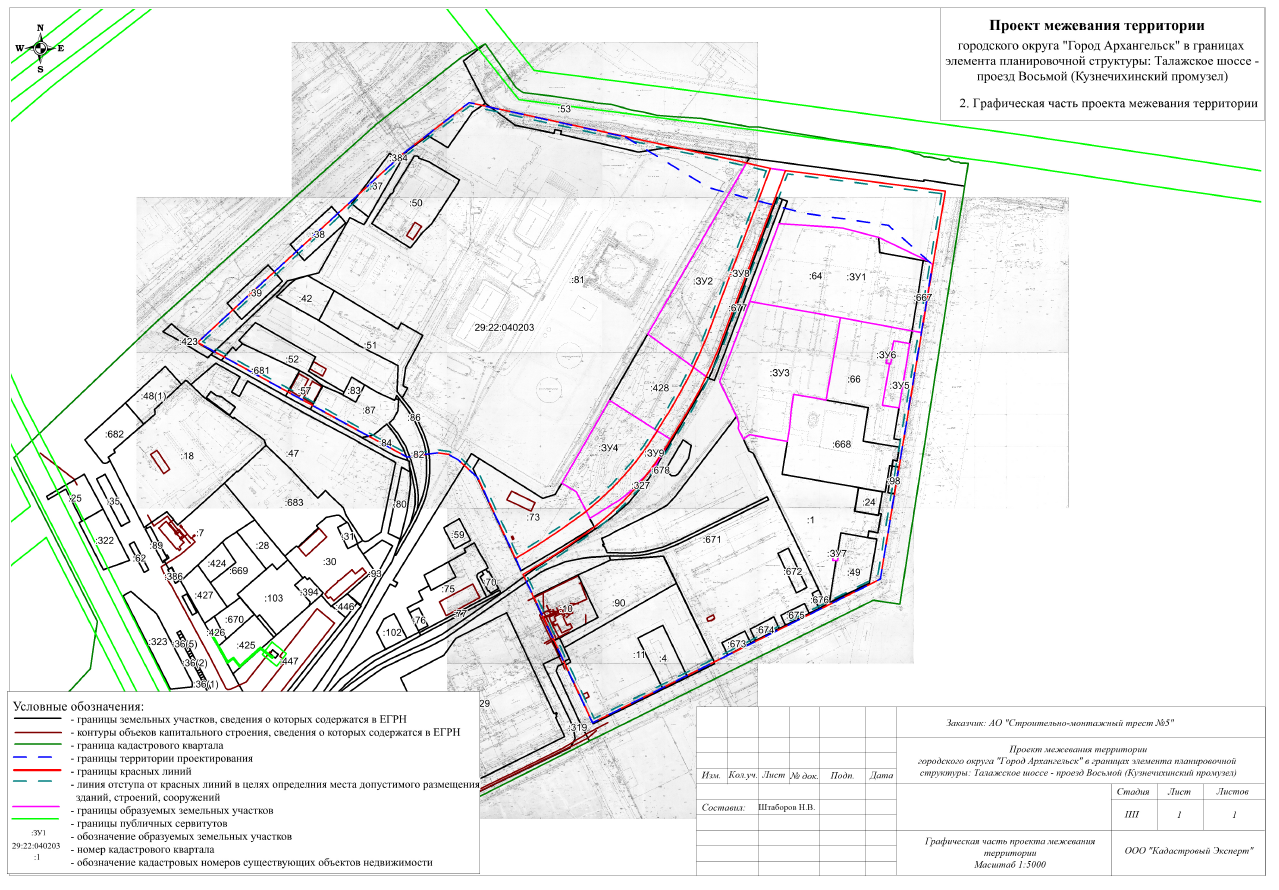 N
W E
S
Проект межевания территории
городского округа "Город Архангельск" в границах
элемента планировочной структуры: Талажское шоссе -
проезд Восьмой (Кузнечихинский промузел)
2. Графическая часть проекта межевания территории
:53
:384
:37
:50
:38
:81
:ЗУ2
:ЗУ8
:64
:ЗУ1
:39
:42
:677
:667
29:22:040203
:423
:51
:52
:ЗУ6
:681
:ЗУ3
:66
:57
:83
:428
:ЗУ5
:48(1)
:87
:86
:682
:84
:668
:82
:ЗУ4
:ЗУ9
:18
:47
:678
:327
:98
:25
:35
:683
:80
:24
:73
:1
:322
:7
:59
:671
:31
:89
:28
:62
:424
:30
:ЗУ7
:386
:669
:93
:672
:49
:427
:103
:394
:75
:70
:446
:77
:90
:10
:676
:670
:76
:675
:426
:102
:674
:323
:36(5)
:425
:673
:36(2)
:447
:11
:4
:36(1)
:29
:319
Условные обозначения:
- границы земельных участков, сведения о которых содержатся в ЕГРН
- контуры объеков капитального строения, сведения о которых содержатся в ЕГРН
- граница кадастрового квартала
- границы территории проектирования
- границы красных линий
- линия отступа от красных линий в целях определния места допустимого размещения
зданий, строений, сооружений
- границы образуемых земельных участков
- границы публичных сервитутов
:ЗУ1 - обозначение образуемых земельных участков
29:22:040203 - номер кадастрового квартала
:1 - обозначение кадастровых номеров существующих объектов недвижимости
Заказчик: АО "Строительно-монтажный трест №5"
Проект межевания территории
городского округа "Город Архангельск" в границах элемента планировочной
структуры: Талажское шоссе - проезд Восьмой (Кузнечихинский промузел)
Изм. Кол.уч. Лист № док. Подп. Дата
Стадия Лист Листов
Составил: Штаборов Н.В.
ПП 1 1
Графическая часть проекта межевания
территории
Масштаб 1:5000
ООО "Кадастровый Эксперт"